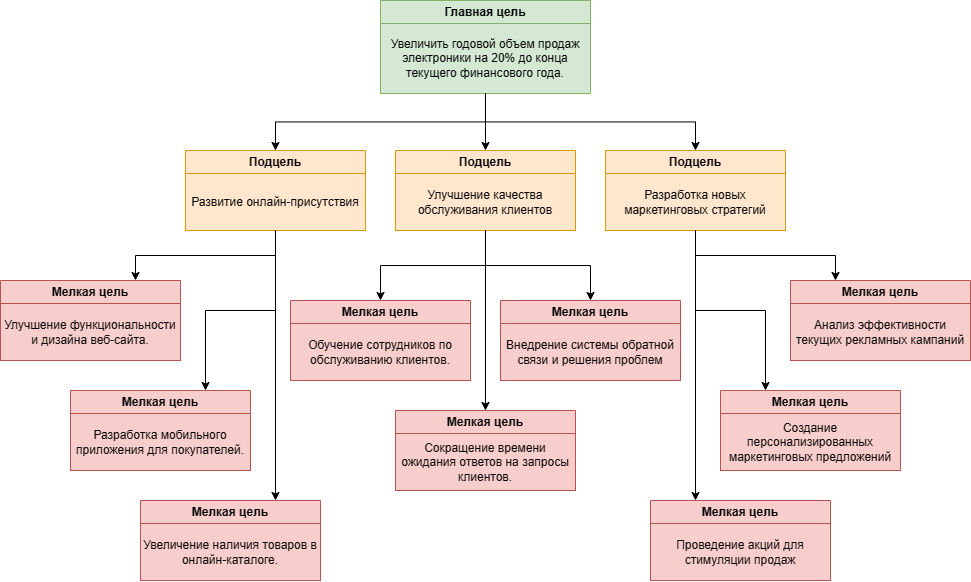 Главная цель
Увеличить годовой объем продаж
электроники на 20% до конца
текущего финансового года.
Подцель
Развитие онлайн-присутствия
Подцель
Улучшение качества
обслуживания клиентов
Подцель
Разработка новых
маркетинговых стратегий
Мелкая цель
Улучшение функциональности
и дизайна веб-сайта.
Мелкая цель
Разработка мобильного
приложения для покупателей.
Мелкая цель
Увеличение наличия товаров в
онлайн-каталоге.
Мелкая цель
Обучение сотрудников по
обслуживанию клиентов.
Мелкая цель
Внедрение системы обратной
связи и решения проблем
Мелкая цель
Сокращение времени
ожидания ответов на запросы
клиентов.
Мелкая цель
Анализ эффективности
текущих рекламных кампаний
Мелкая цель
Создание
персонализированных
маркетинговых предложений
Мелкая цель
Проведение акций для
стимуляции продаж